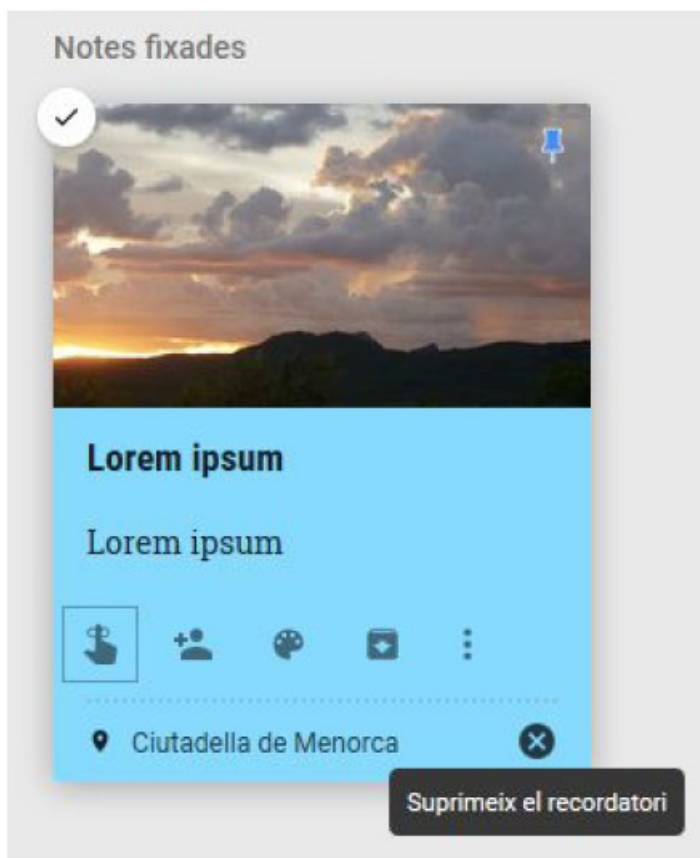 Notes fixades
Lorem ipsum
Lorem ipsum
Ciutadella de Menorca
Suprimeix el recordatori